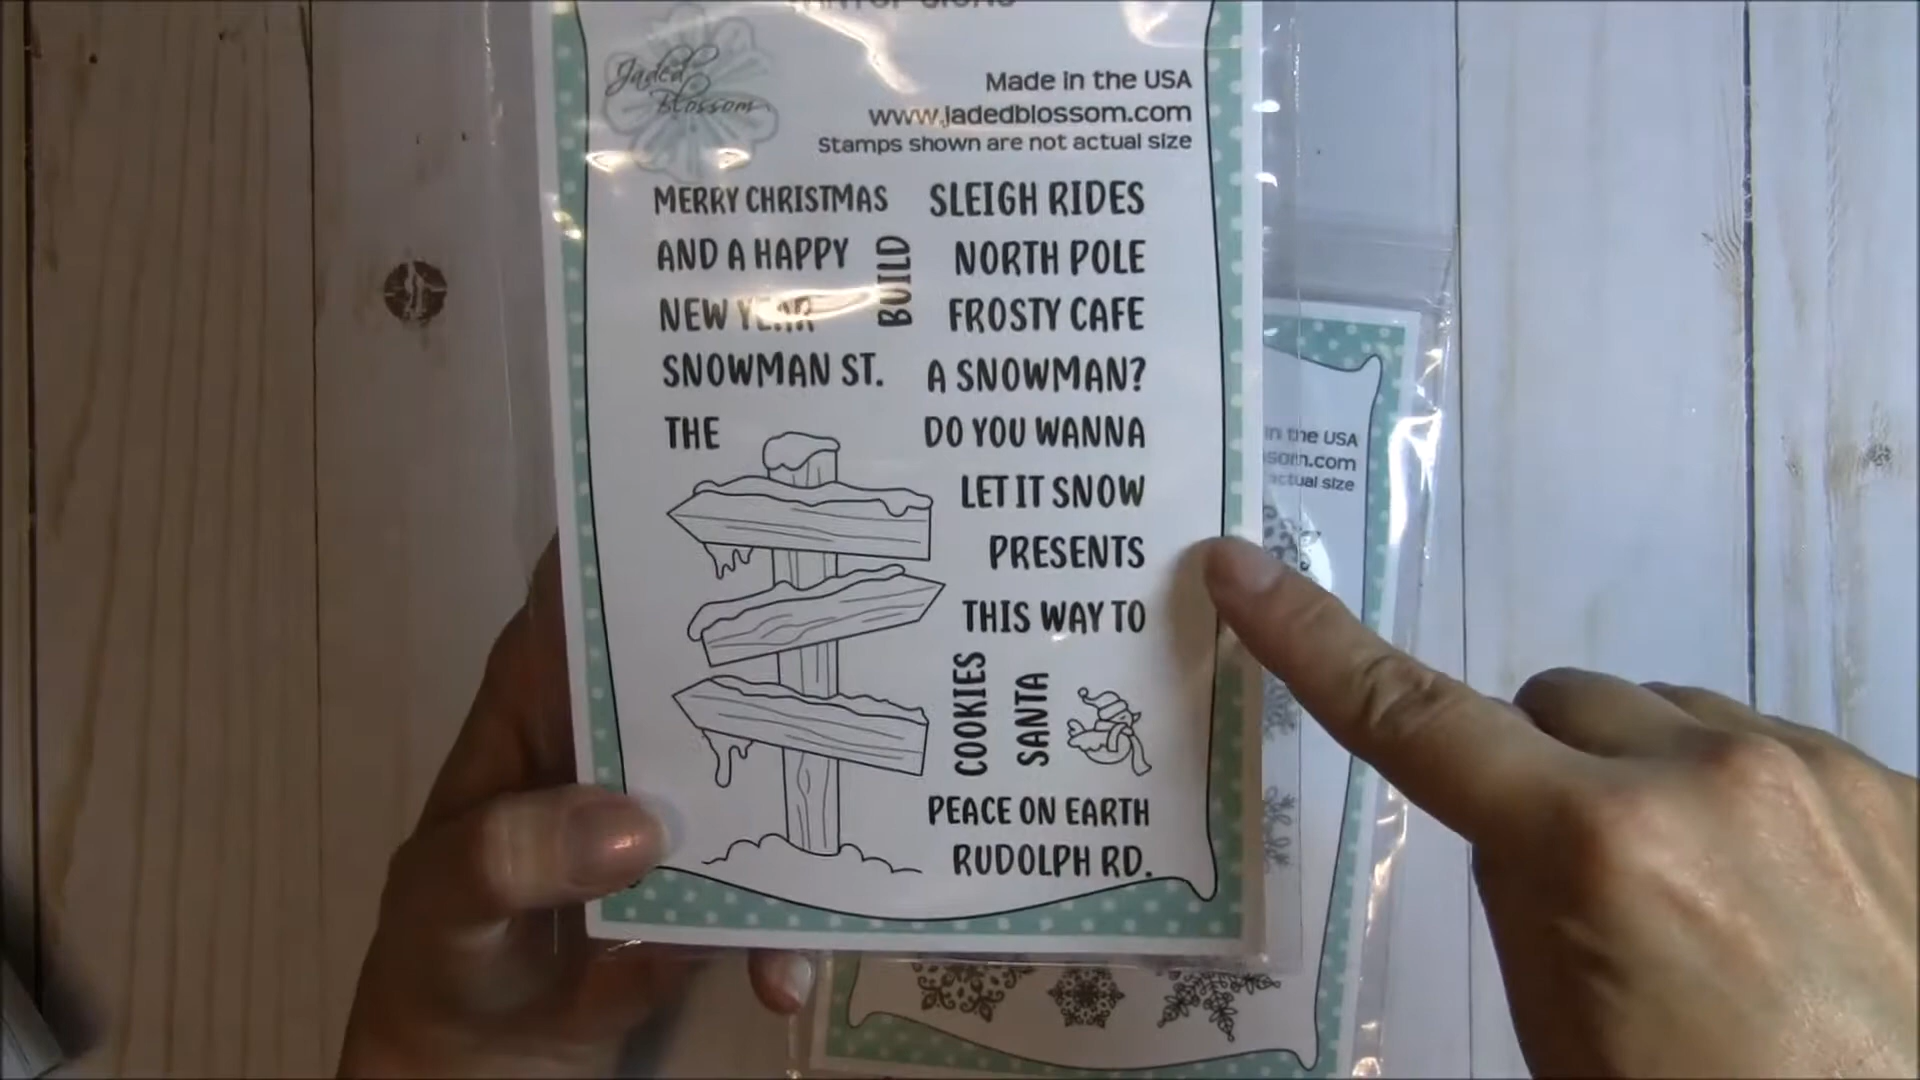 Jaded
Blossom
Made in the USA
www.jadedblossom.com
Stamps shown are not actual size
MERRY CHRISTMAS
AND A HAPPY
BUILD
NEW YEAR
SNOWMAN ST.
THE
SLEIGH RIDES
NORTH POLE
FROSTY CAFE
A SNOWMAN?
DO YOU WANNA
LET IT SNOW
PRESENTS
THIS WAY TO
COOKIES
SANTA
PEACE ON EARTH
RUDOLPH RD.
in the USA
.com
actual size